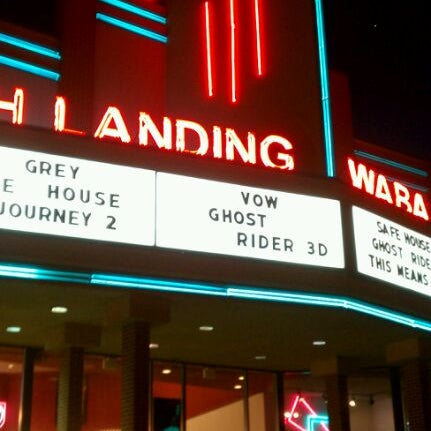 H LANDING
WARA
GREY
E HOUSE
JOURNEY 2
VOW
GHOST
RIDER 3D
SAFE HOUSE
GHOST RIDE
THIS MEANS